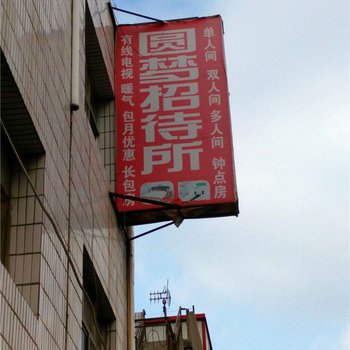 圆梦招待所
单人间 双人间 多人间 钟点房
有线电视 暖气 包月优惠 长包房